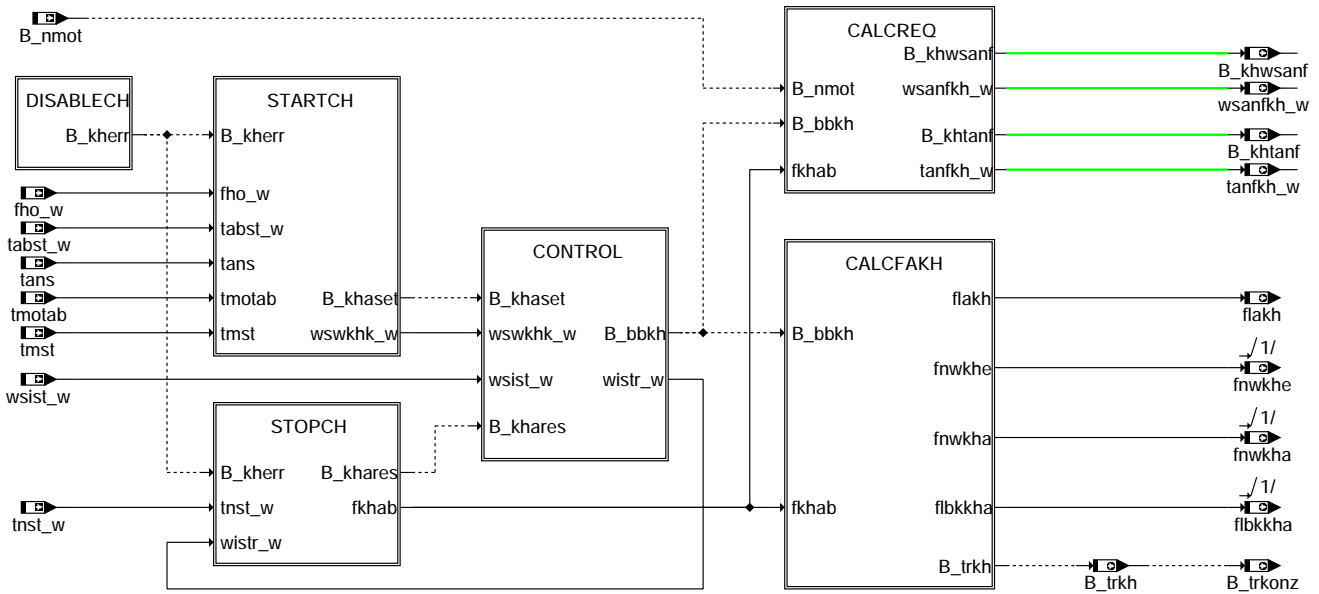 B_nmot
DISABLECH
B_kherr
fho_w
tabst_w
tans
tmotab
tmst
wsist_w
tnst_w
STARTCH
B_kherr
fho_w
tabst_w
tans
tmotab
B_khaset
tmst
wswkhk_w
STOPCH
B_kherr
B_khares
tnst_w
fkhab
wistr_w
CONTROL
B_khaset
wswkhk_w
B_bbkh
wsist_w
wistr_w
B_khares
CALCREQ
B_khwsanf
B_nmot
wsanfkh_w
B_bbkh
B_khtanf
fkhab
tanfkh_w
CALCFAKH
flakh
B_bbkh
fnwkhe
fnwkha
fkhab
flbkkha
B_trkh
B_khwsanf
wsanfkh_w
B_khtanf
tanfkh_w
flakh
1/
fnwkhe
1/
fnwkha
1/
flbkkha
B_trkh
B_trkonz